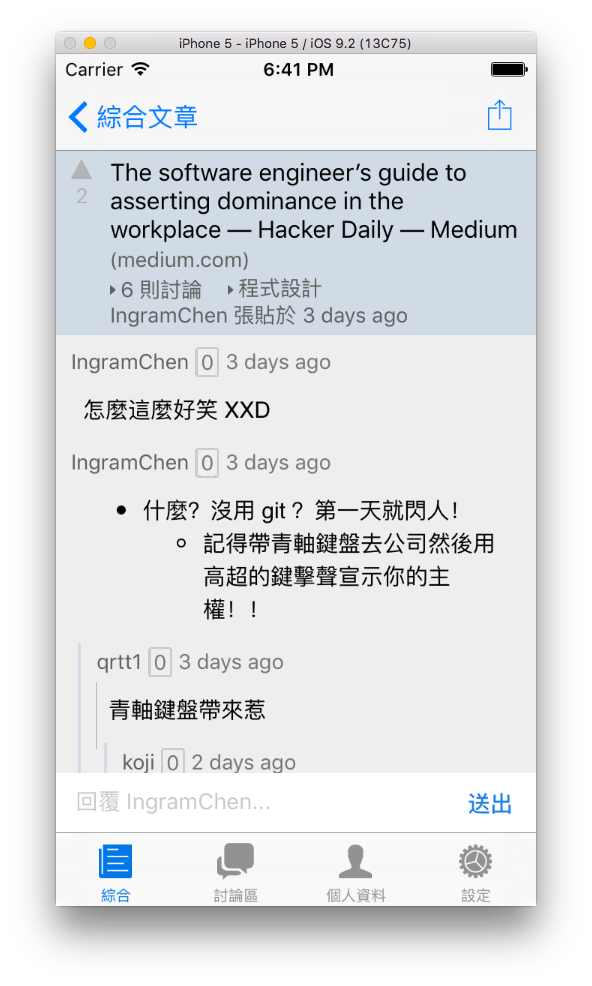 iPhone 5 - iPhone 5 / iOS 9.2 (13C75)
Carrier 6:41 PM
綜合文章
2
The software engineer’s guide to
asserting dominance in the
workplace — Hacker Daily — Medium
(medium.com)
6 則討論 程式設計
IngramChen 張貼於 3 days ago
IngramChen 0 3 days ago
怎麼這麼好笑 XXD
IngramChen 0 3 days ago
什麼？沒用 git ？第一天就閃人！
記得帶青軸鍵盤去公司然後用
高超的鍵擊聲宣示你的主
權！！
qrtt1 0 3 days ago
青軸鍵盤帶來惹
koji 0 2 days ago
回覆 IngramChen... 送出
綜合 討論區 個人資料 設定